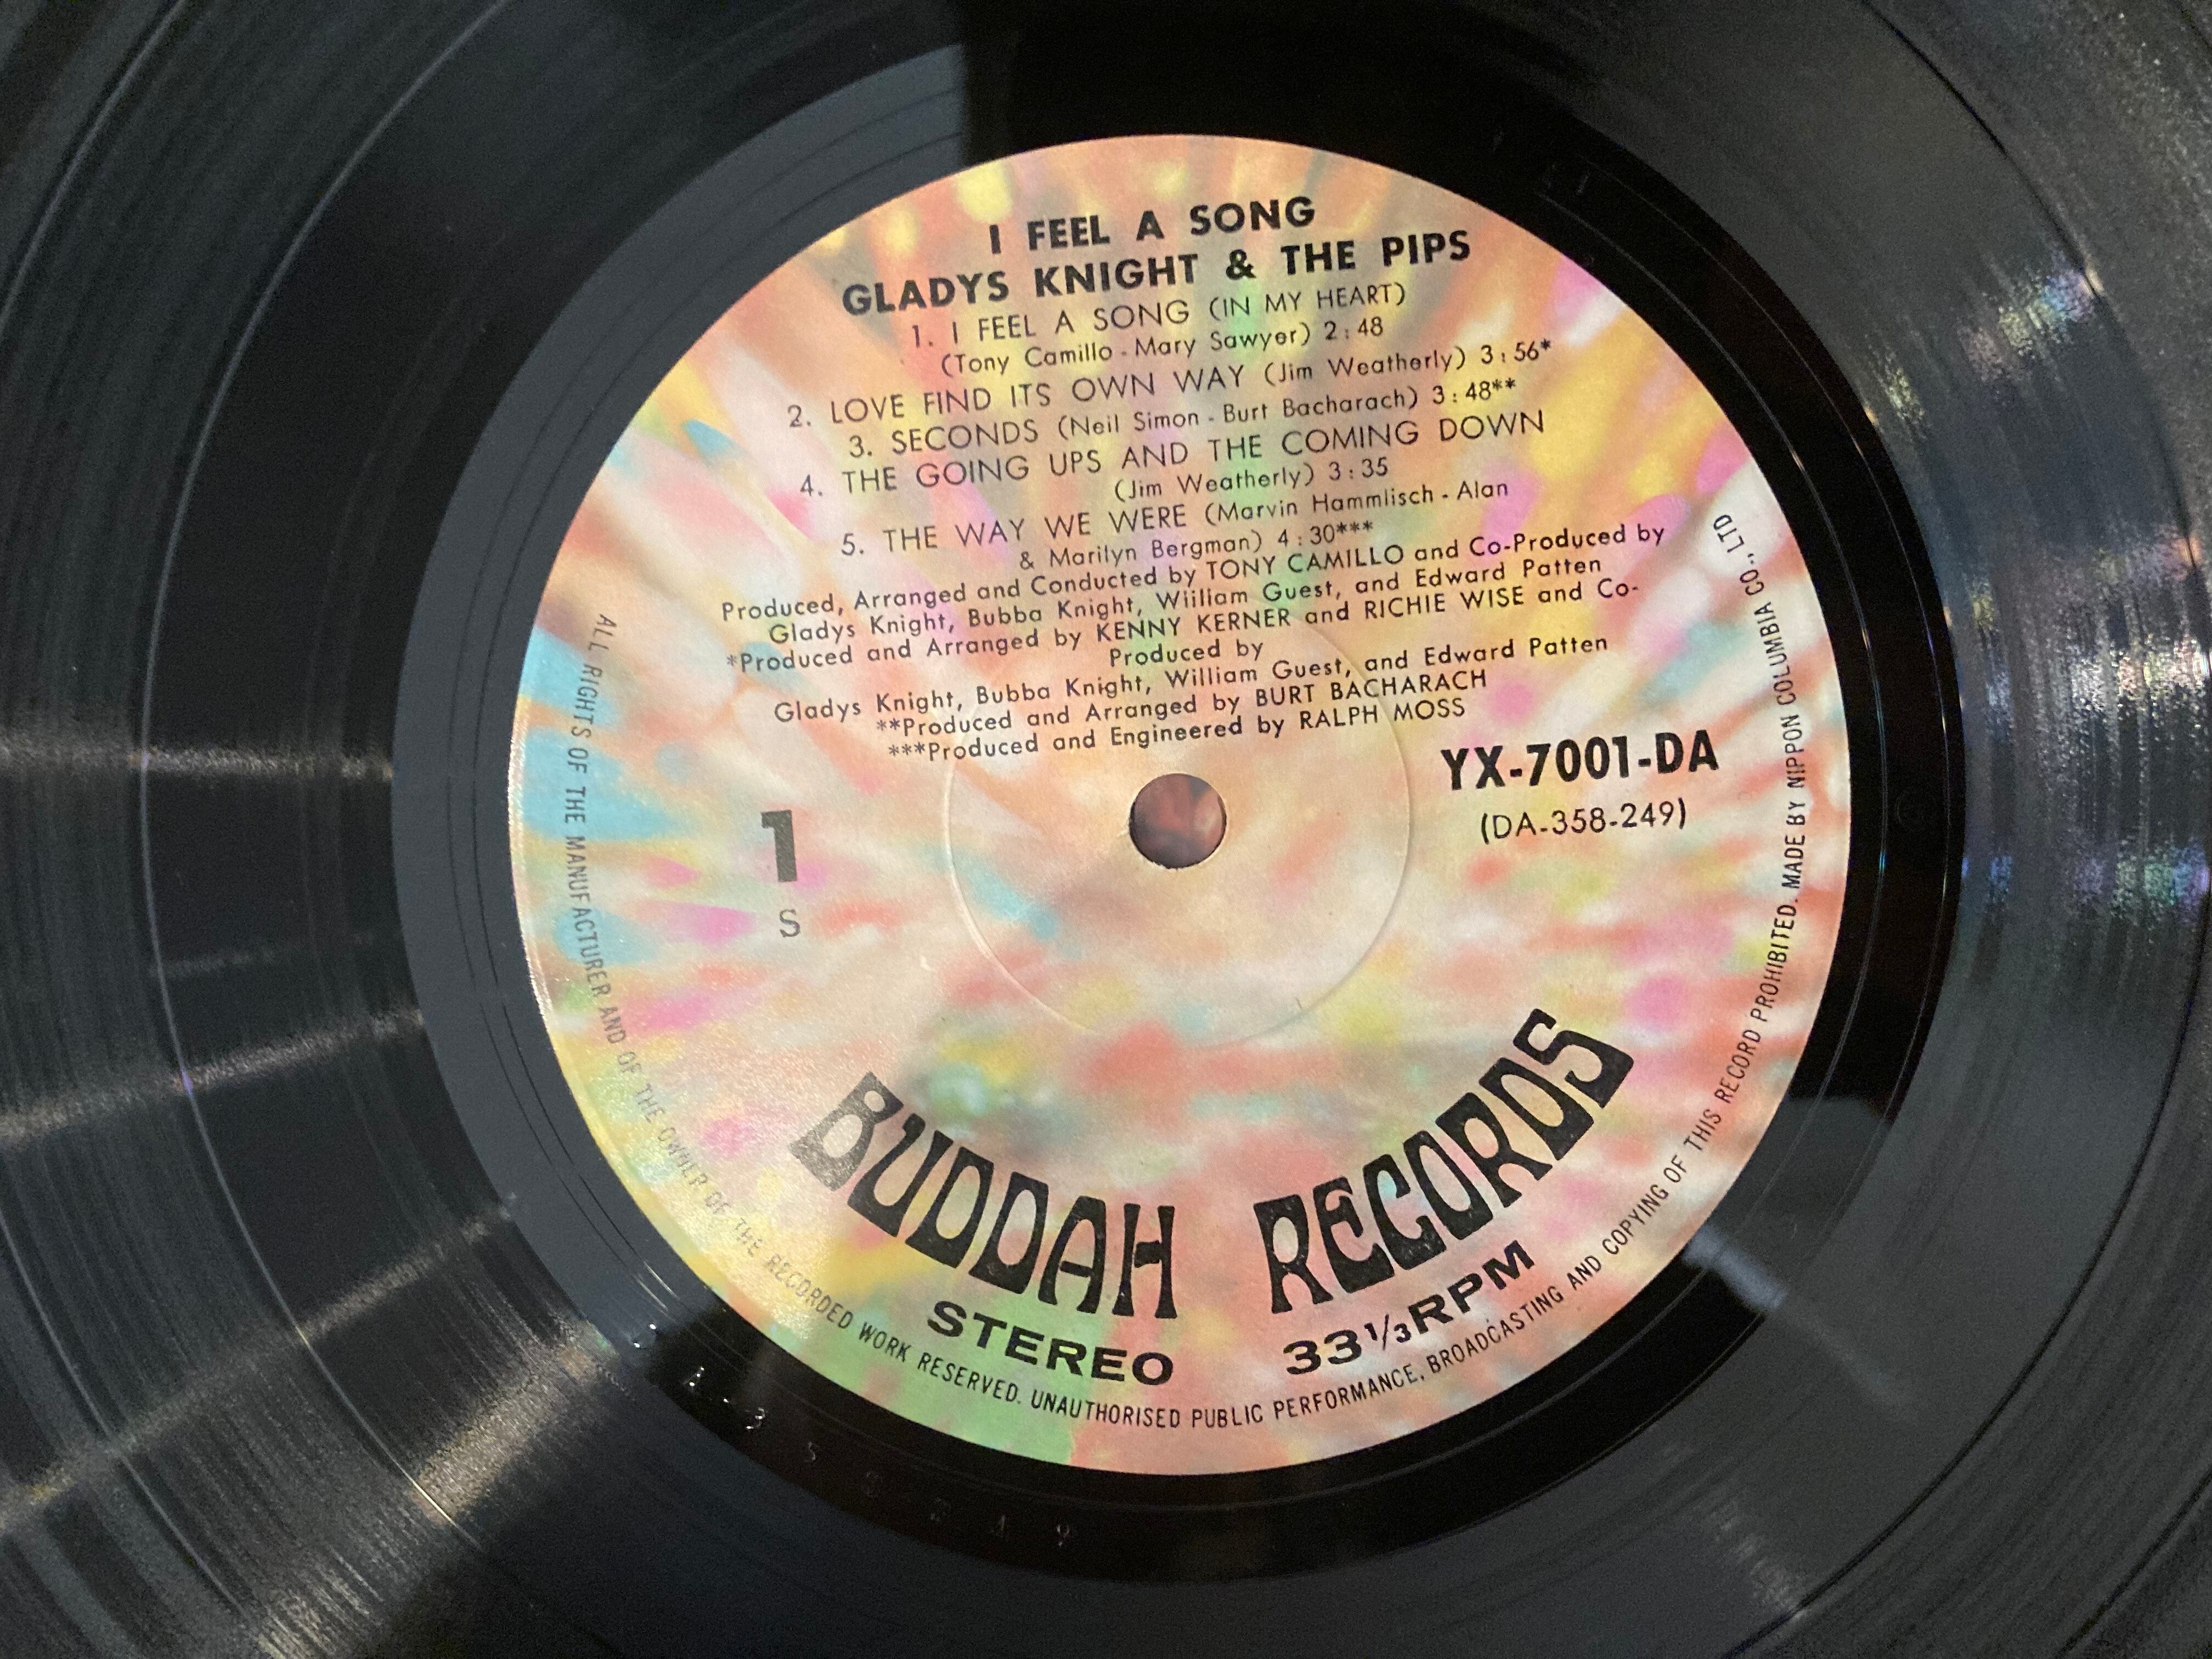 I FEEL A SONG
GLADYS KNIGHT & THE PIPS
1. I FEEL A SONG (IN MY HEART)
(Tony Camillo - Mary Sawyer) 2:48
2. LOVE FIND ITS OWN WAY (Jim Weatherly) 3:56*
3. SECONDS (Neil Simon - Burt Bacharach) 3:48**
4. THE GOING UPS AND THE COMING DOWN
(Jim Weatherly) 3:35
5. THE WAY WE WERE (Marvin Hammlisch - Alan
& Marilyn Bergman) 4:30***
Produced, Arranged and Conducted by TONY CAMILLO and Co-Produced by
Gladys Knight, Bubba Knight, Wiilliam Guest, and Edward Patten
*Produced and Arranged by KENNY KERNER and RICHIE WISE and Co-
Produced by
Gladys Knight, Bubba Knight, William Guest, and Edward Patten
**Produced and Arranged by BURT BACHARACH
***Produced and Engineered by RALPH MOSS
YX-7001-DA
(DA-358-249)
1
S
BUDDAH RECORDS
STEREO 33 1/3 RPM
ALL RIGHTS OF THE MANUFACTURER AND OF THE OWNER OF THE RECORDED WORK RESERVED. UNAUTHORISED PUBLIC PERFORMANCE, BROADCASTING AND COPYING OF THIS RECORD PROHIBITED. MADE BY NIPPON COLUMBIA CO., LTD